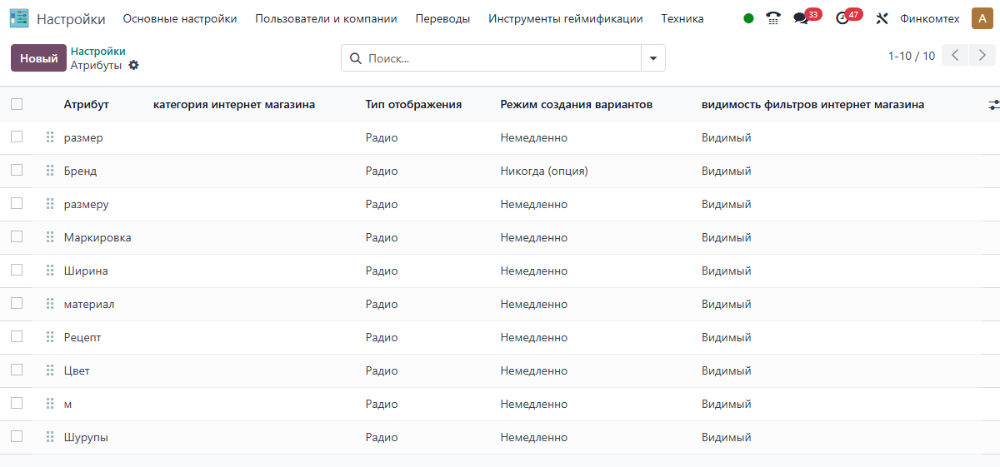 Настройки Основные настройки Пользователи и компании Переводы Инструменты геймификации Техника 33 47 Финкомтех A
Новый Настройки Поиск... 1-10 / 10
Атрибуты
Атрибут категория интернет магазина Тип отображения Режим создания вариантов видимость фильтров интернет магазина
размер Радио Немедленно Видимый
Бренд Радио Никогда (опция) Видимый
размеру Радио Немедленно Видимый
Маркировка Радио Немедленно Видимый
Ширина Радио Немедленно Видимый
материал Радио Немедленно Видимый
Рецепт Радио Немедленно Видимый
Цвет Радио Немедленно Видимый
м Радио Немедленно Видимый
Шурупы Радио Немедленно Видимый